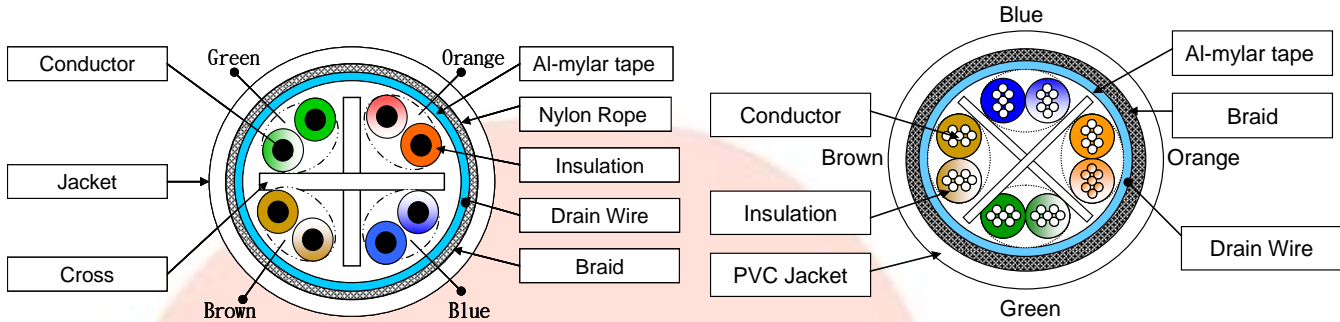 Conductor
Green
Orange
Al-mylar tape
Nylon Rope
Insulation
Jacket
Drain Wire
Cross
Braid
Brown
Blue
Blue
Al-mylar tape
Conductor
Braid
Brown
Orange
Insulation
Drain Wire
PVC Jacket
Green